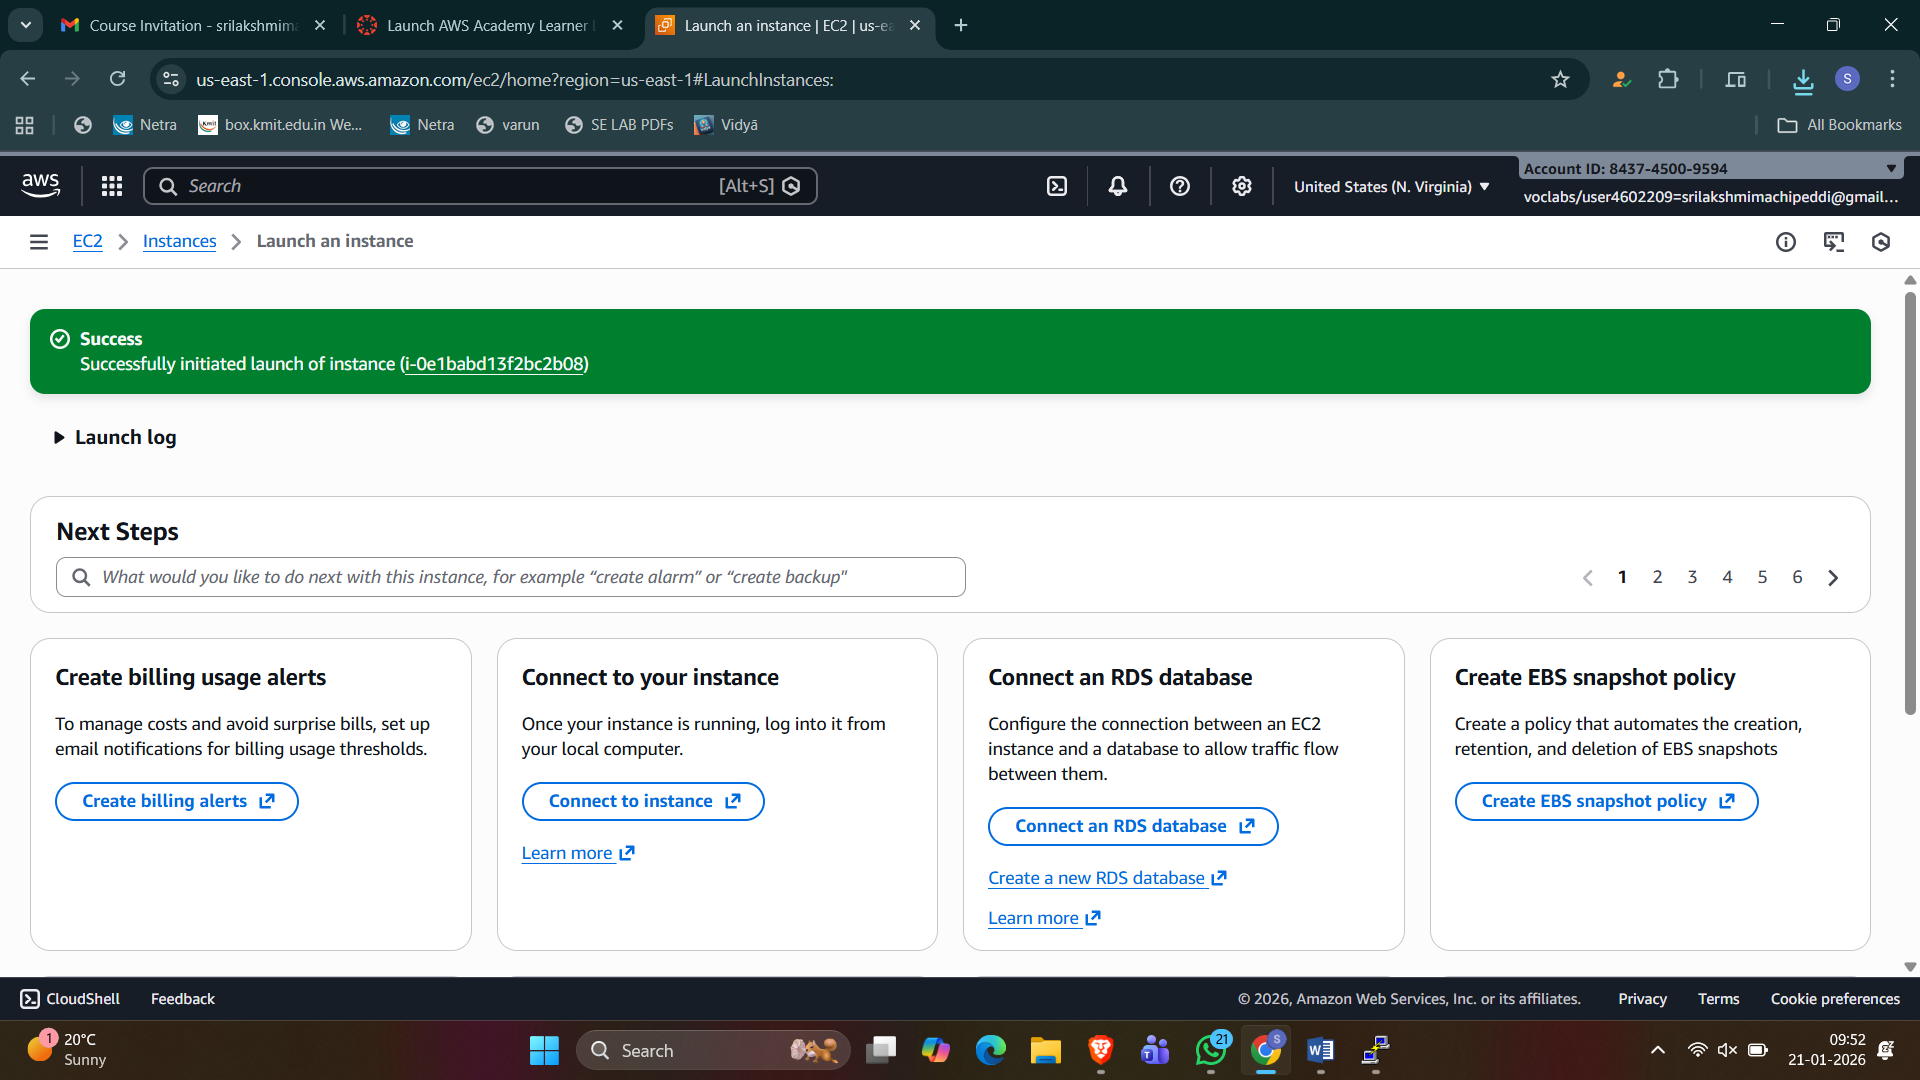 Course Invitation - srilakshmima
Launch AWS Academy Learner
Launch an instance | EC2 | us-ea
us-east-1.console.aws.amazon.com/ec2/home?region=us-east-1#LaunchInstances:
S
Netra
box.kmit.edu.in We...
Netra
varun
SE LAB PDFs
Vidyā
All Bookmarks
aws
Search
[Alt+S]
United States (N. Virginia)
Account ID: 8437-4500-9594
voclabs/user4602209=srilakshmimachipeddi@gmail...
EC2
Instances
Launch an instance
Success
Successfully initiated launch of instance (i-0e1babd13f2bc2b08)
Launch log
Next Steps
What would you like to do next with this instance, for example “create alarm” or “create backup"
1 2 3 4 5 6
Create billing usage alerts
To manage costs and avoid surprise bills, set up
email notifications for billing usage thresholds.
Create billing alerts
Connect to your instance
Once your instance is running, log into it from
your local computer.
Connect to instance
Learn more
Connect an RDS database
Configure the connection between an EC2
instance and a database to allow traffic flow
between them.
Connect an RDS database
Create a new RDS database
Learn more
Create EBS snapshot policy
Create a policy that automates the creation,
retention, and deletion of EBS snapshots
Create EBS snapshot policy
CloudShell
Feedback
© 2026, Amazon Web Services, Inc. or its affiliates.
Privacy
Terms
Cookie preferences
1
20°C
Sunny
Search
21
S
09:52
21-01-2026